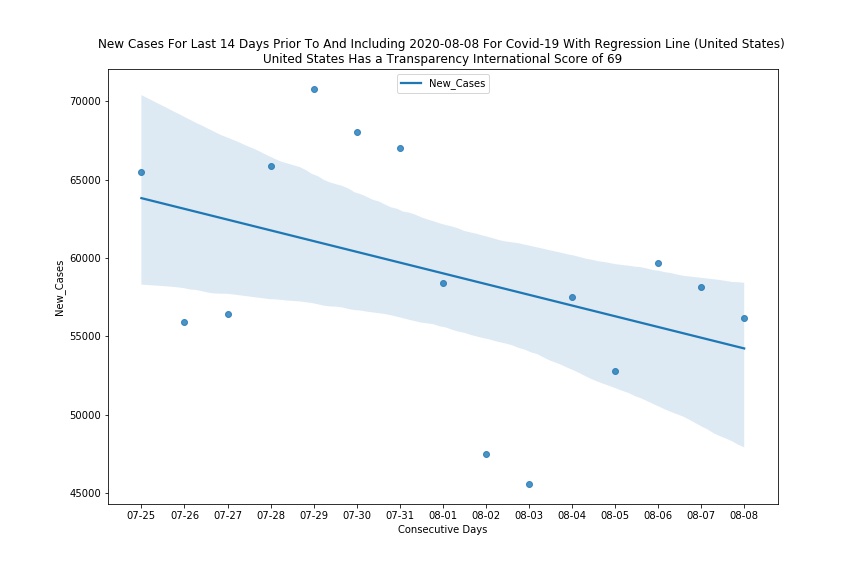 New Cases For Last 14 Days Prior To And Including 2020-08-08 For Covid-19 With Regression Line (United States)
United States Has a Transparency International Score of 69
New_Cases
70000
65000
60000
55000
50000
45000
New_Cases
07-25 07-26 07-27 07-28 07-29 07-30 07-31 08-01 08-02 08-03 08-04 08-05 08-06 08-07 08-08
Consecutive Days